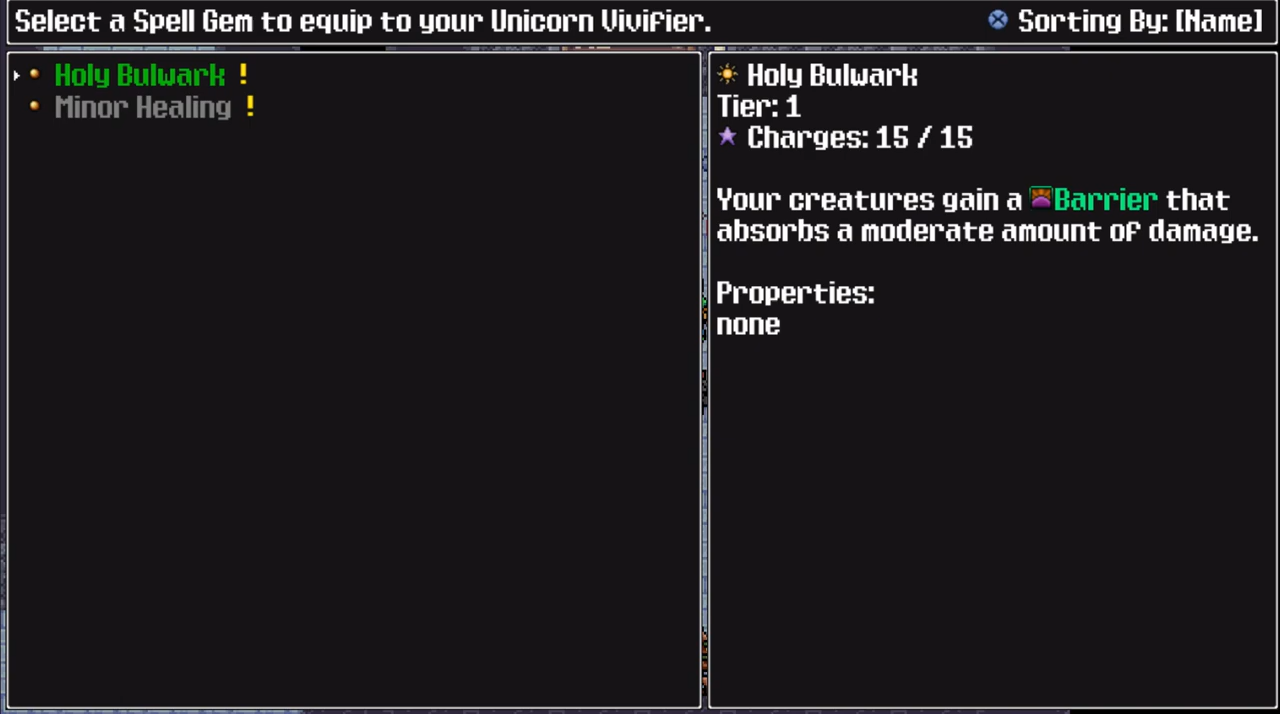 Select a Spell Gem to equip to your Unicorn Vivifier.
Sorting By: [Name]
Holy Bulwark !
Minor Healing !
Holy Bulwark
Tier: 1
Charges: 15 / 15
Your creatures gain a Barrier that
absorbs a moderate amount of damage.
Properties:
none